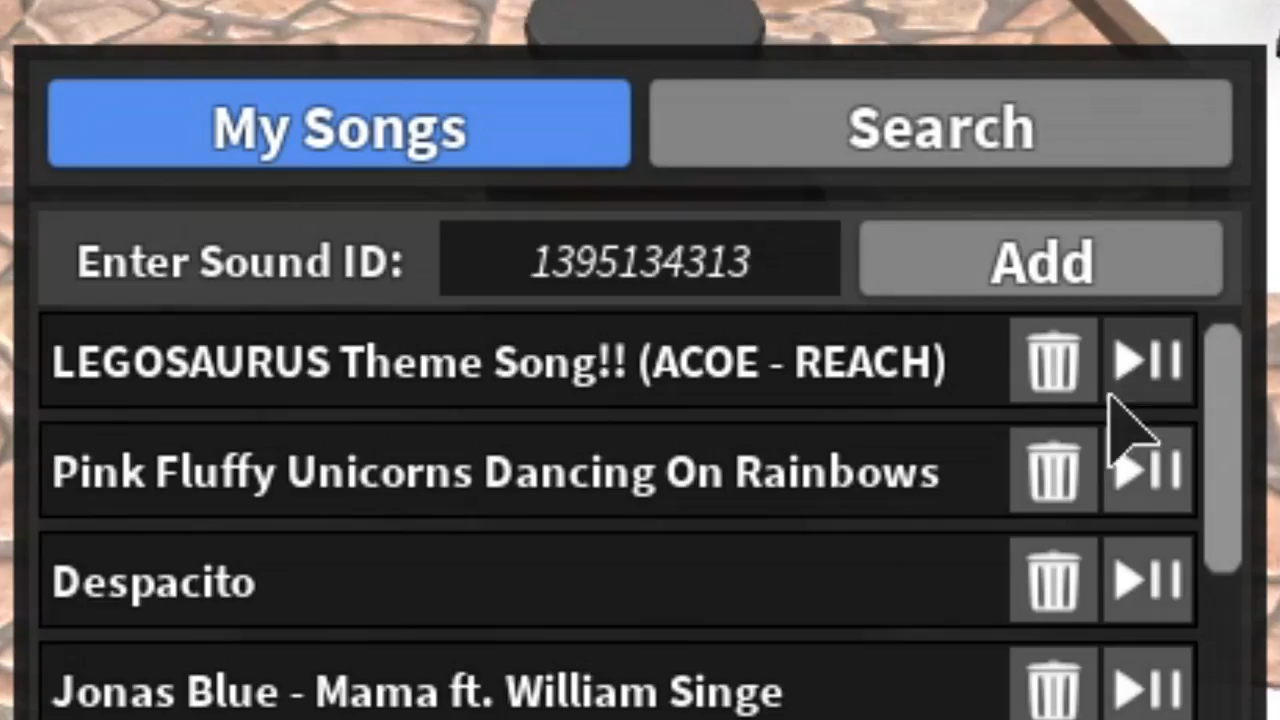 My Songs
Search
Enter Sound ID:
1395134313
Add
LEGOSAURUS Theme Song!! (ACOE - REACH)
Pink Fluffy Unicorns Dancing On Rainbows
Despacito
Jonas Blue - Mama ft. William Singe